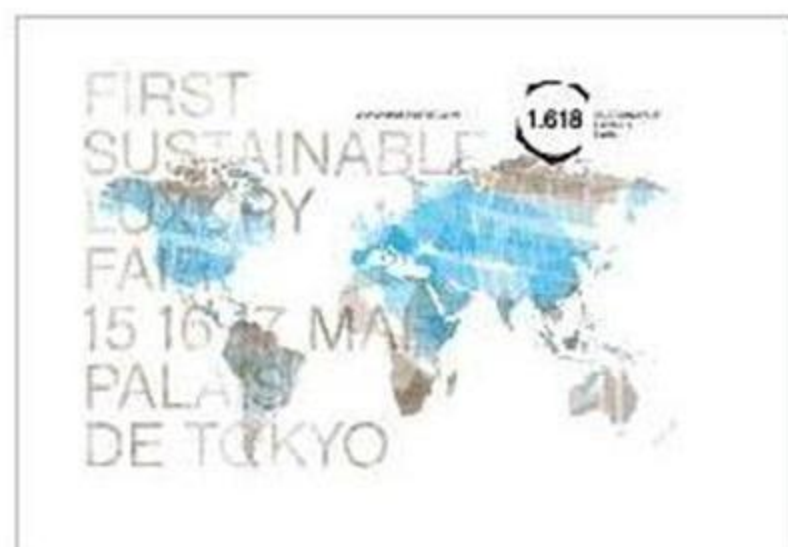 FIRST
SUSTAINABLE
LUXURY
FAIR
15 16 17 MAI
PALAIS
DE TOKYO
1.618